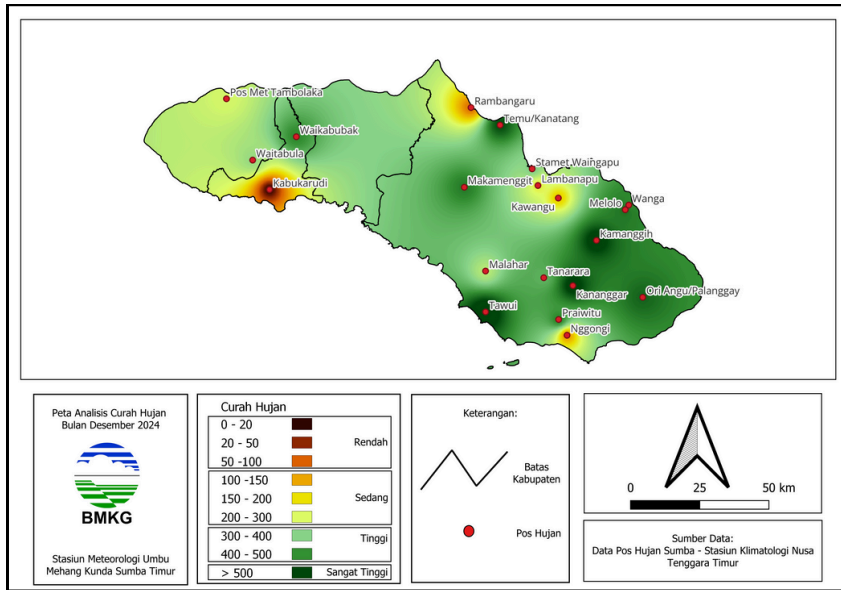 Pos Met Tambolaka
Rambangaru
Temu/Kanatang
Waikabubak
Waitabula
Kabukarudi
Stamet Waingapu
Makamenggit
Lambanapu
Kawangu
Melolo
Wanga
Kamanggih
Malahar
Tanarara
Kananggar
Ori Angu/Palanggay
Tawui
Praiwitu
Nggongi
Peta Analisis Curah Hujan
Bulan Desember 2024
BMKG
Stasiun Meteorologi Umbu
Mehang Kunda Sumba Timur
Curah Hujan
0 - 20
20 - 50 Rendah
50 -100
100 -150
150 - 200 Sedang
200 - 300
300 - 400 Tinggi
400 - 500
> 500 Sangat Tinggi
Keterangan:
Batas
Kabupaten
Pos Hujan
0 25 50 km
Sumber Data:
Data Pos Hujan Sumba - Stasiun Klimatologi Nusa
Tenggara Timur